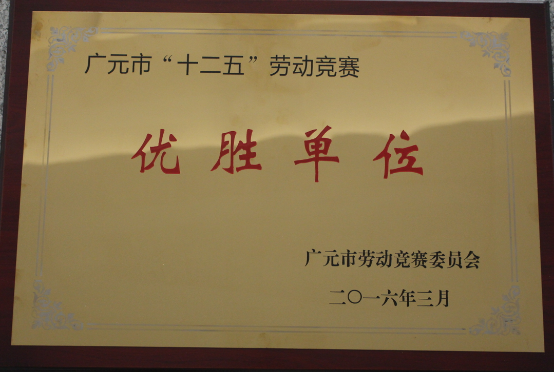 广元市“十二五”劳动竞赛
优胜单位
广元市劳动竞赛委员会
二〇一六年三月